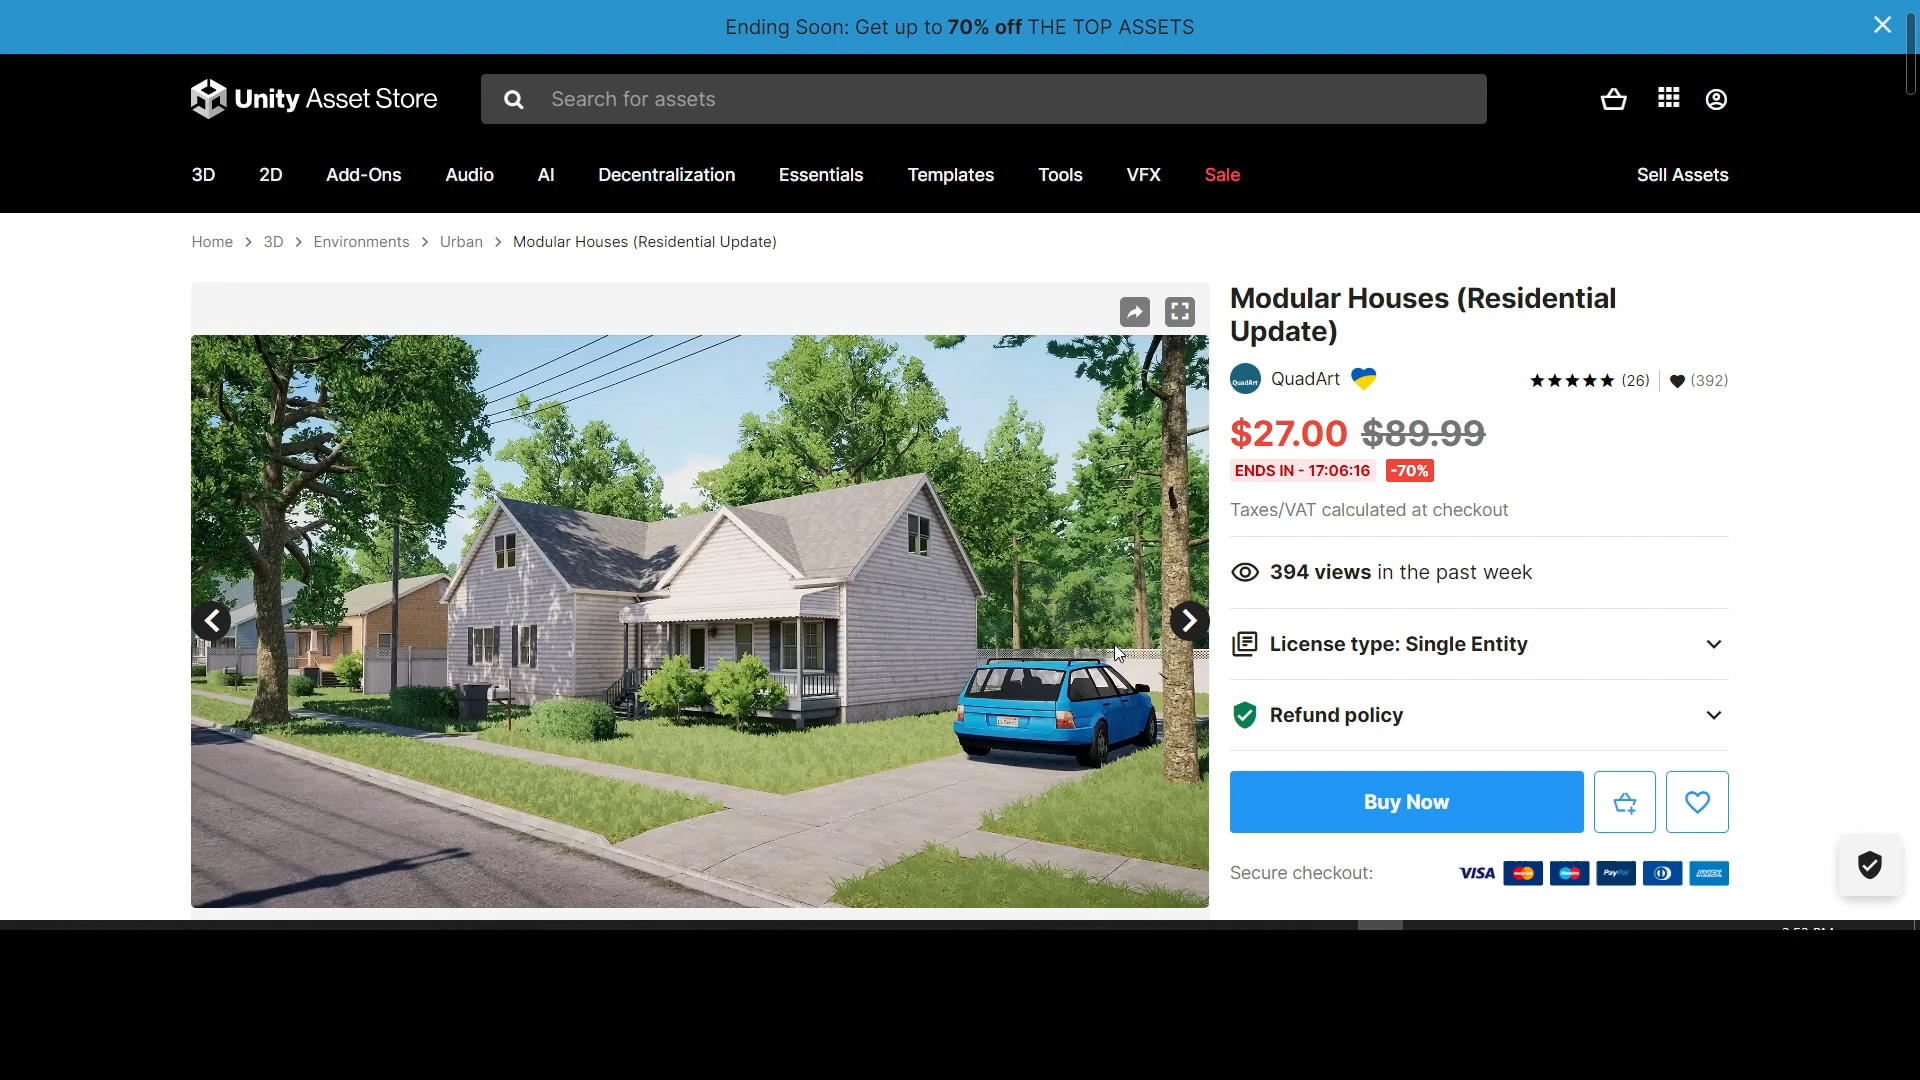 Ending Soon: Get up to 70% off THE TOP ASSETS
Unity Asset Store
Search for assets
3D 2D Add-Ons Audio AI Decentralization Essentials Templates Tools VFX Sale Sell Assets
Home > 3D > Environments > Urban > Modular Houses (Residential Update)
Modular Houses (Residential
Update)
QuadArt
QuadArt
(26) (392)
$27.00 $89.99
ENDS IN - 17:06:16 -70%
Taxes/VAT calculated at checkout
394 views in the past week
License type: Single Entity
Refund policy
Buy Now
Secure checkout: VISA PayPal AMEX